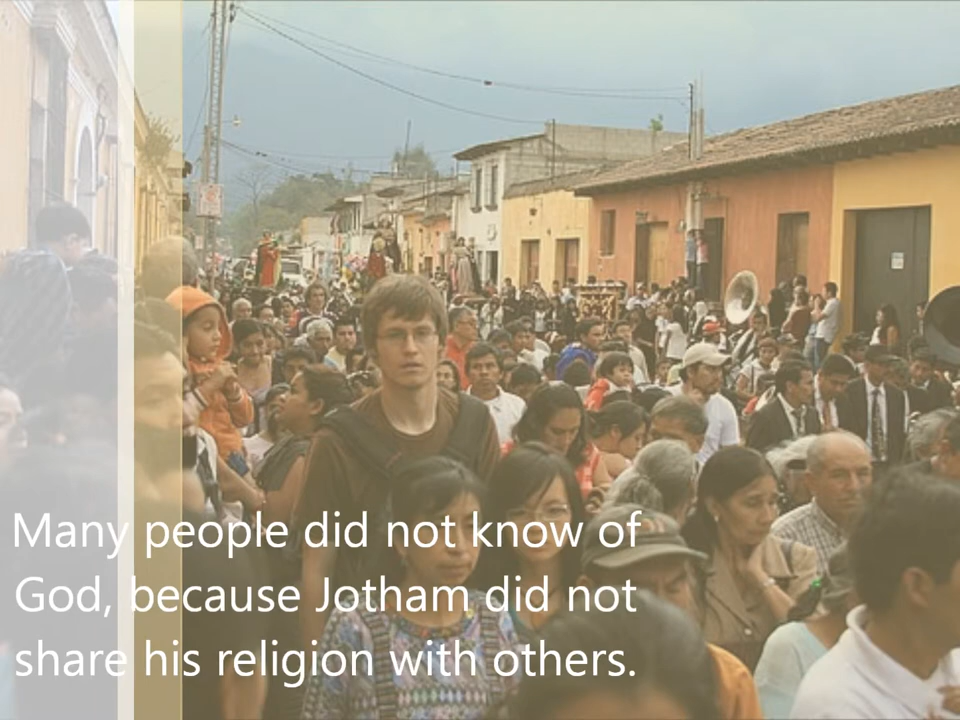 Many people did not know of
God, because Jotham did not
share his religion with others.